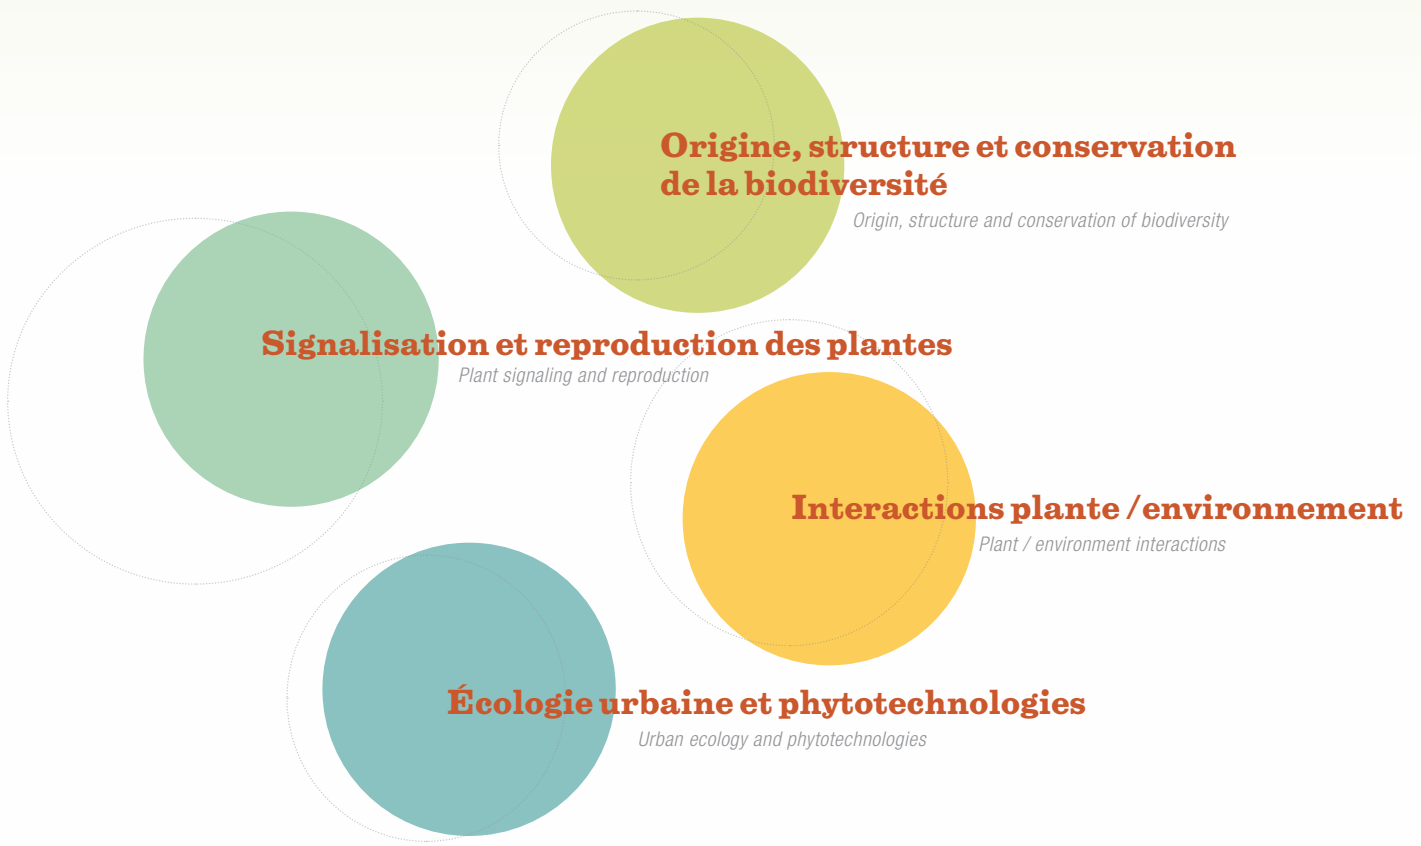 Origine, structure et conservation
de la biodiversité
Origin, structure and conservation of biodiversity
Signalisation et reproduction des plantes
Plant signaling and reproduction
Interactions plante /environnement
Plant / environment interactions
Écologie urbaine et phytotechnologies
Urban ecology and phytotechnologies